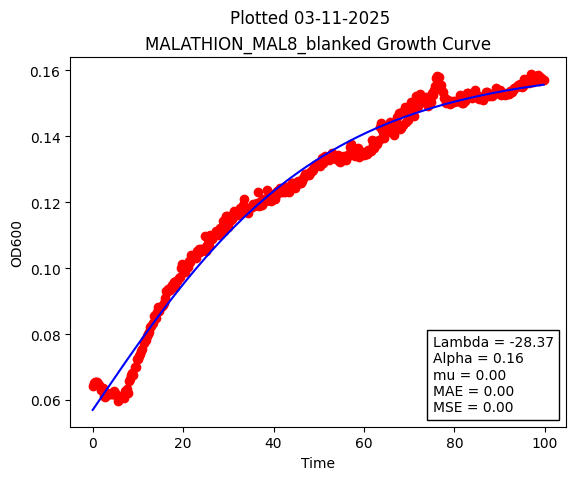 Plotted 03-11-2025
MALATHION_MAL8_blanked Growth Curve
0.16
0.14
0.12
0.10
0.08
0.06
OD600
Lambda = -28.37
Alpha = 0.16
mu = 0.00
MAE = 0.00
MSE = 0.00
0 20 40 60 80 100
Time